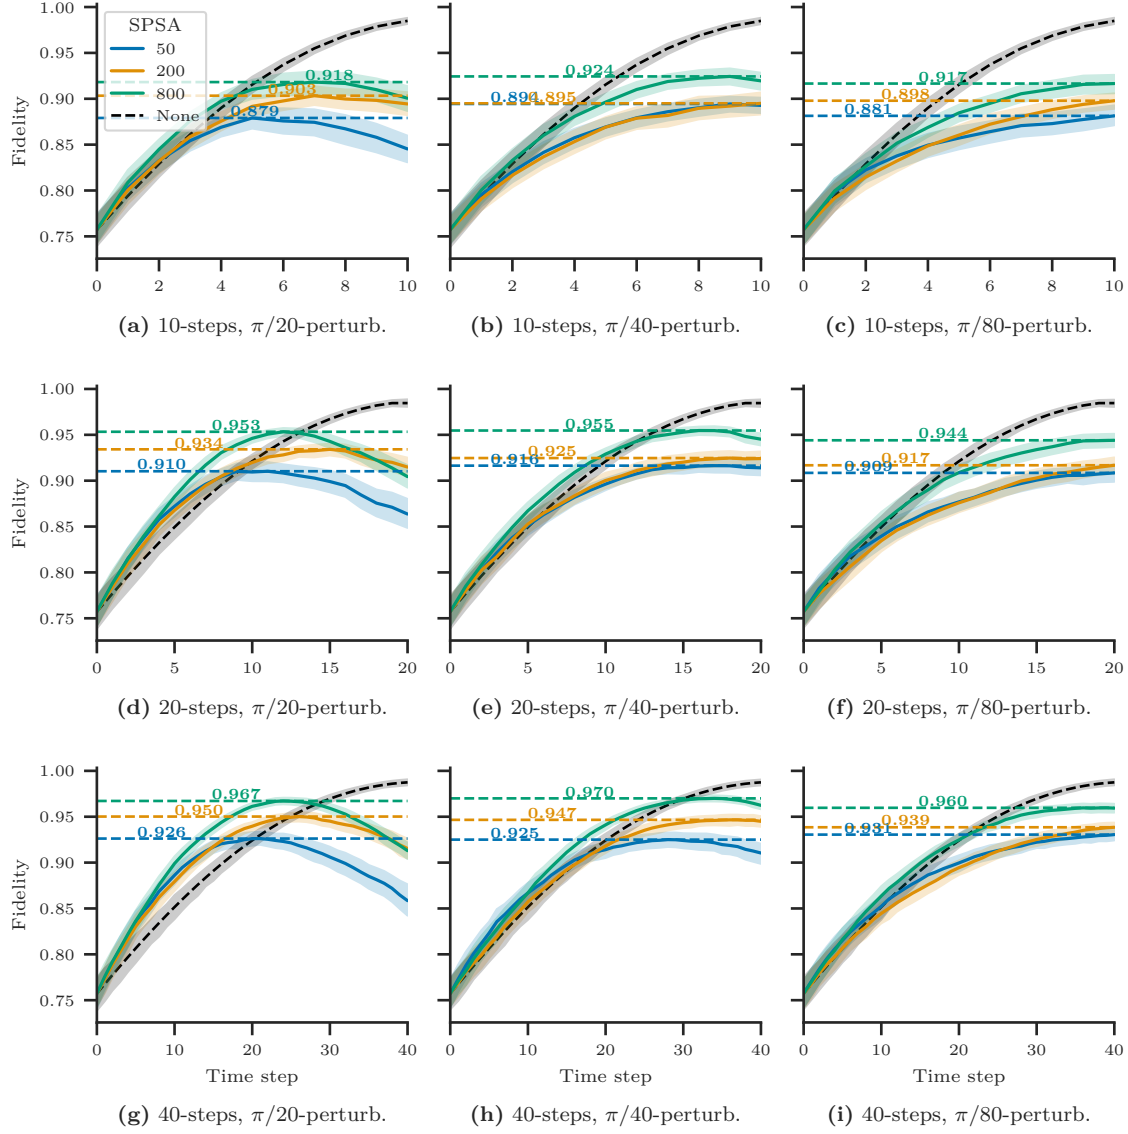 SPSA
50
200
800
None
Fidelity
1.00
0.95
0.90
0.85
0.80
0.75
0.918
0.903
0.879
0 2 4 6 8 10
(a) 10-steps, π/20-perturb.
0.924
0.895
0 2 4 6 8 10
(b) 10-steps, π/40-perturb.
0.917
0.898
0.881
0 2 4 6 8 10
(c) 10-steps, π/80-perturb.
Fidelity
1.00
0.95
0.90
0.85
0.80
0.75
0.953
0.934
0.910
0 5 10 15 20
(d) 20-steps, π/20-perturb.
0.955
0.925
0.916
0 5 10 15 20
(e) 20-steps, π/40-perturb.
0.944
0.917
0.909
0 5 10 15 20
(f) 20-steps, π/80-perturb.
Fidelity
1.00
0.95
0.90
0.85
0.80
0.75
0.967
0.950
0.926
0 10 20 30 40
Time step
(g) 40-steps, π/20-perturb.
0.970
0.947
0.925
0 10 20 30 40
Time step
(h) 40-steps, π/40-perturb.
0.960
0.939
0.931
0 10 20 30 40
Time step
(i) 40-steps, π/80-perturb.